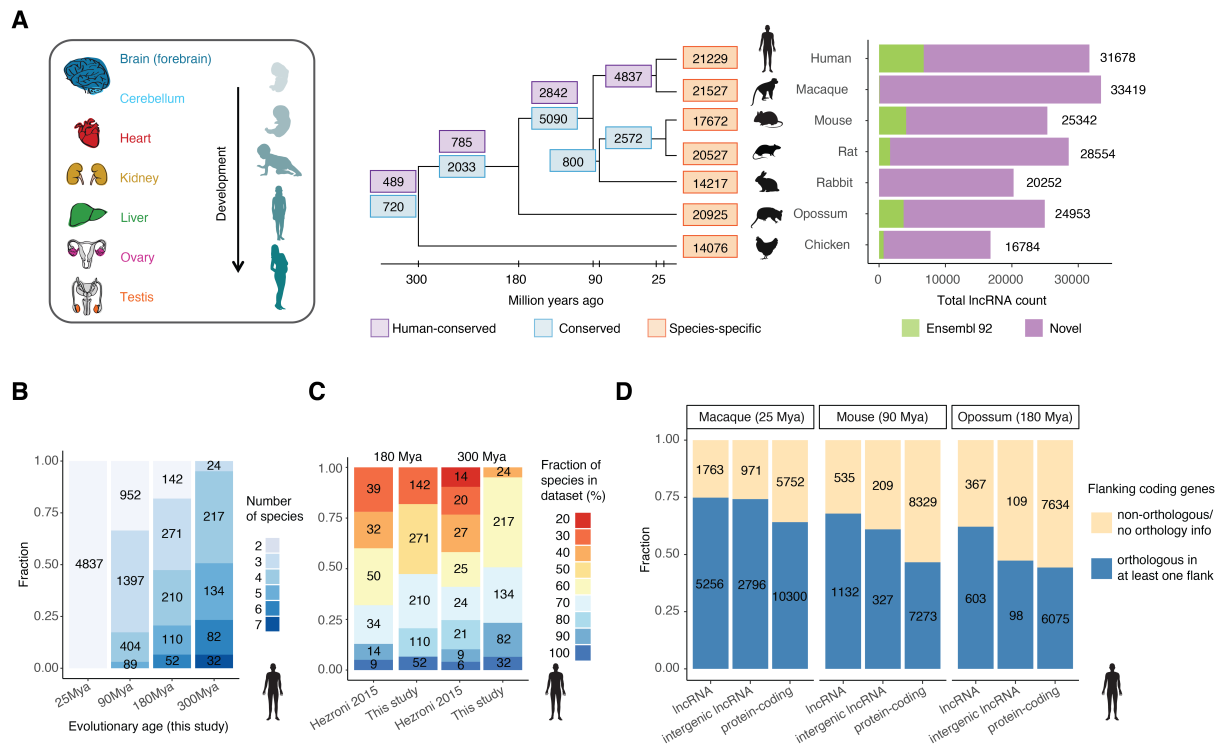 A
Brain (forebrain)
Cerebellum
Heart
Kidney
Liver
Ovary
Testis
Development
489
720
785
2033
2842
5090
4837
800
2572
21229
21527
17672
20527
14217
20925
14076
300
180
90
25
Million years ago
Human-conserved
Conserved
Species-specific
Human
Macaque
Mouse
Rat
Rabbit
Opossum
Chicken
31678
33419
25342
28554
20252
24953
16784
0
10000
20000
30000
Total lncRNA count
Ensembl 92
Novel
B
Fraction
1.00
0.75
0.50
0.25
0.00
4837
952
1397
404
89
142
271
210
110
52
24
217
134
82
32
25Mya
90Mya
180Mya
300Mya
Evolutionary age (this study)
Number
of species
2
3
4
5
6
7
C
180 Mya
300 Mya
Fraction
1.00
0.75
0.50
0.25
0.00
39
32
50
34
14
9
142
271
210
110
52
14
20
27
25
24
21
9
6
24
217
134
82
32
Hezroni 2015
This study
Hezroni 2015
This study
Fraction of
species in
dataset (%)
20
30
40
50
60
70
80
90
100
D
Macaque (25 Mya)
Mouse (90 Mya)
Opossum (180 Mya)
Fraction
1.00
0.75
0.50
0.25
0.00
1763
971
5752
5256
2796
10300
535
209
8329
1132
327
7273
367
109
7634
603
98
6075
lncRNA
intergenic lncRNA
protein-coding
lncRNA
intergenic lncRNA
protein-coding
lncRNA
intergenic lncRNA
protein-coding
Flanking coding genes
non-orthologous/
no orthology info
orthologous in
at least one flank